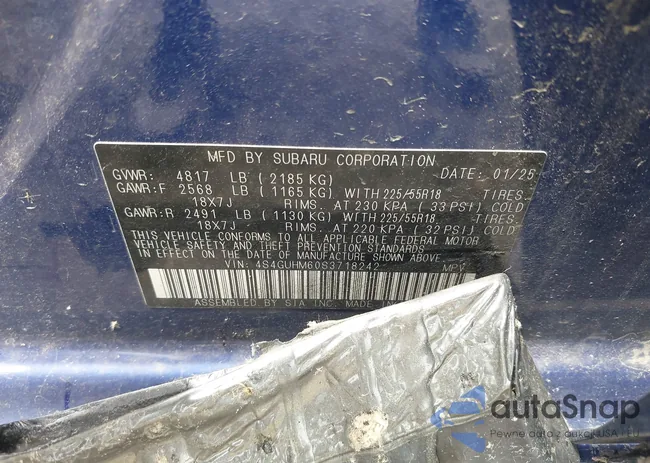 MFD BY SUBARU CORPORATION DATE: 01/25
GVWR: 4817 LB ( 2185 KG)
GAWR:F 2568 LB ( 1165 KG) WITH 225/55R18 TIRES.
18X7J RIMS. AT 230 KPA ( 33 PSI) COLD
GAWR:R 2491 LB ( 1130 KG) WITH 225/55R18 TIRES.
18X7J RIMS. AT 220 KPA ( 32 PSI) COLD
THIS VEHICLE CONFORMS TO ALL APPLICABLE FEDERAL MOTOR
VEHICLE SAFETY AND THEFT PREVENTION STANDARDS
IN EFFECT ON THE DATE OF MANUFACTURE SHOWN ABOVE.
VIN: 4S4GUHM60S3718242 MPV
ASSEMBLED BY SIA INC. MADE IN
autoSnap
Pewne data z aukcji USA